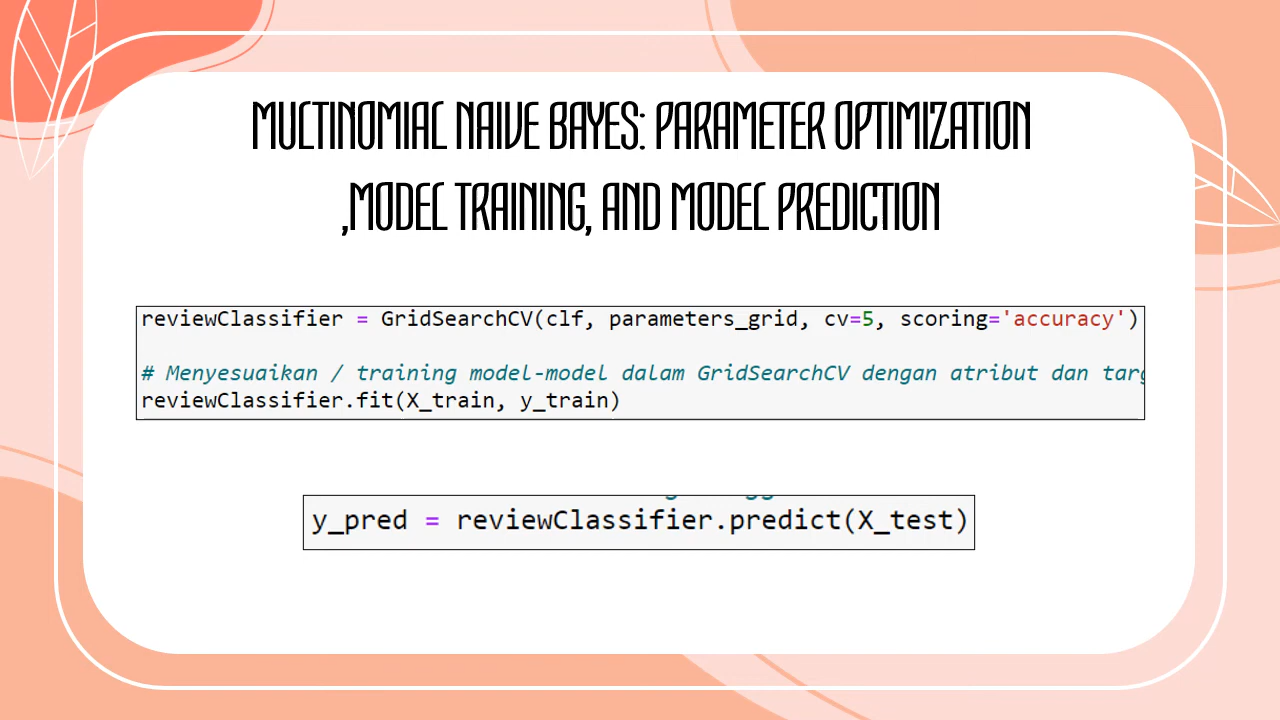 MULTINOMIAL NAIVE BAYES: PARAMETER OPTIMIZATION
,MODEL TRAINING, AND MODEL PREDICTION
reviewClassifier = GridSearchCV(clf, parameters_grid, cv=5, scoring='accuracy')
# Menyesuaikan / training model-model dalam GridSearchCV dengan atribut dan
reviewClassifier.fit(X_train, y_train)
y_pred = reviewClassifier.predict(X_test)